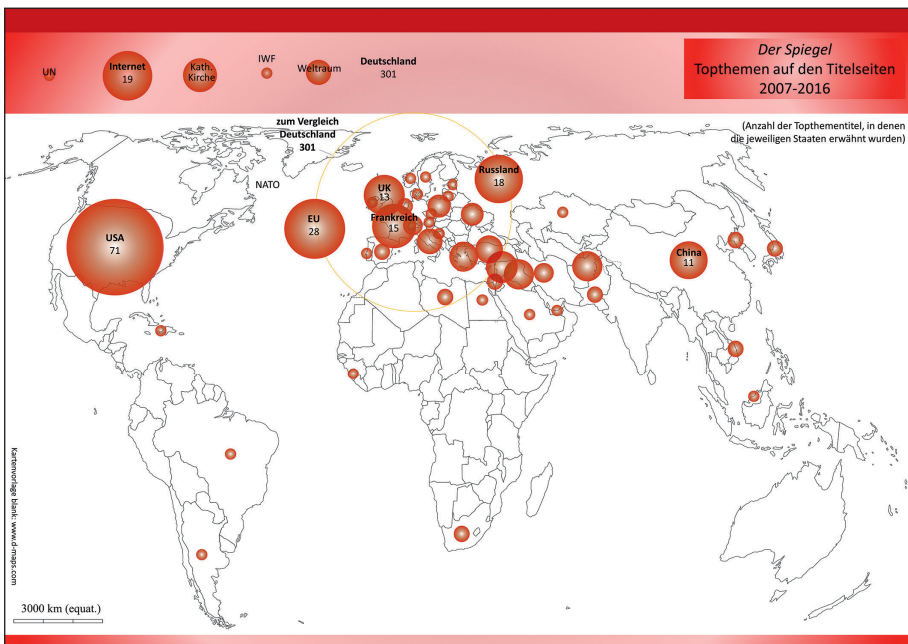 UN
Internet
19
Kath.
Kirche
IWF
Weltraum
Deutschland
301
Der Spiegel
Topthemen auf den Titelseiten
2007-2016
(Anzahl der Topthementitel, in denen
die jeweiligen Staaten erwähnt wurden)
zum Vergleich
Deutschland
301
NATO
Russland
18
UK
13
EU
28
Frankreich
15
USA
71
China
11
Kartenvorlage blank: www.d-maps.com
3000 km (equat.)